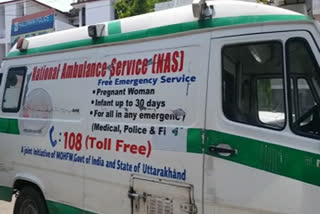 POLICE
National Ambulance Service (NAS)
Free Emergency Service
• Pregnant Woman
• Infant up to 30 days
• For all in any emergency
(Medical, Police & Fi
: 108 (Toll Free)
A joint initiative of MOHFW, Govt of India and State of Uttarakhand